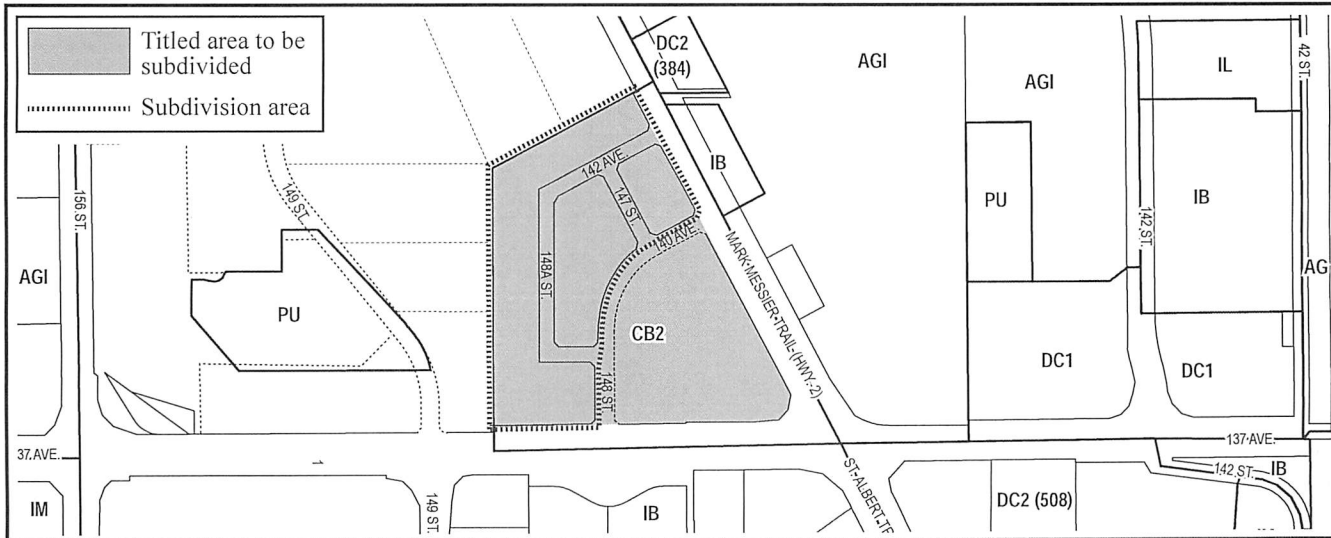 Titled area to be
subdivided
Subdivision area
DC2
(384)
AGI
AGI
IL
42 ST.
IB
PU
IB
142 ST.
156 ST.
149 ST.
142 AVE.
147 ST.
140 AVE.
148A ST.
AGI
PU
CB2
MARK MESSIER TRAIL (HWY. 2)
AG
DC1
DC1
148 ST.
37 AVE.
1
137 AVE.
142 ST.
IB
ST. ALBERT TR
IM
149 ST.
IB
DC2 (508)